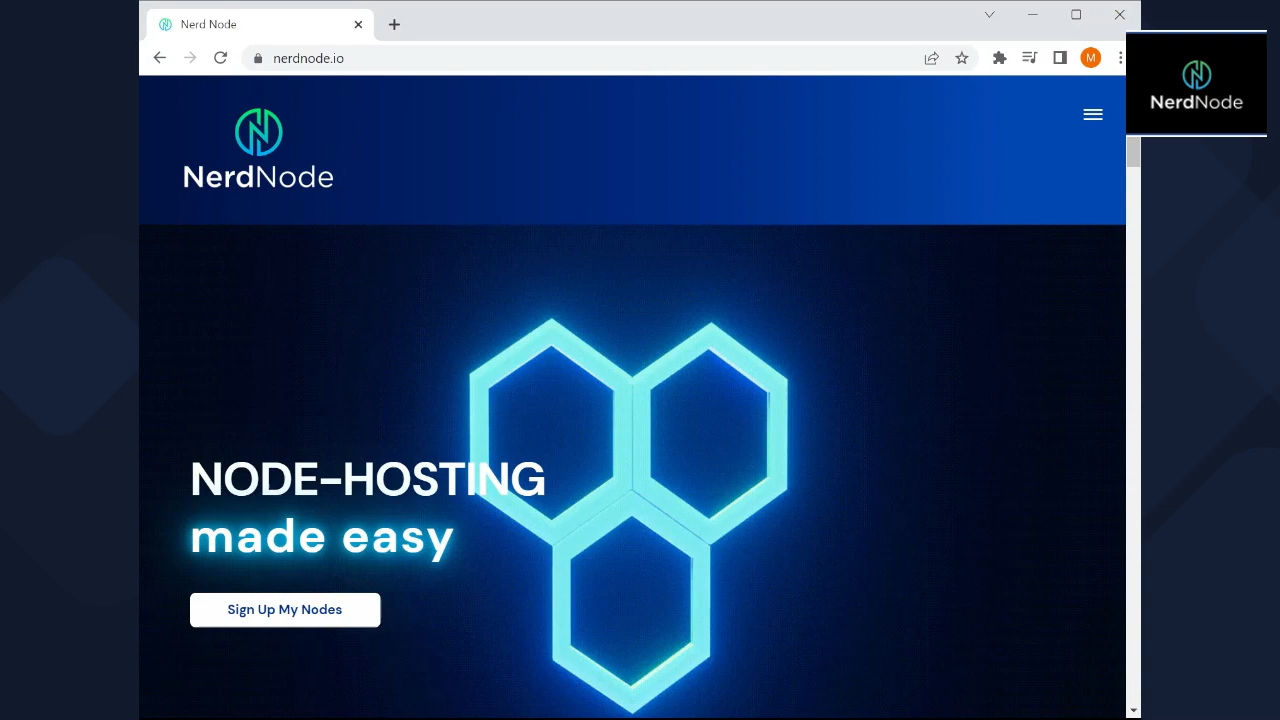 Nerd Node
nerdnode.io
M
NerdNode
NerdNode
NODE-HOSTING
made easy
Sign Up My Nodes